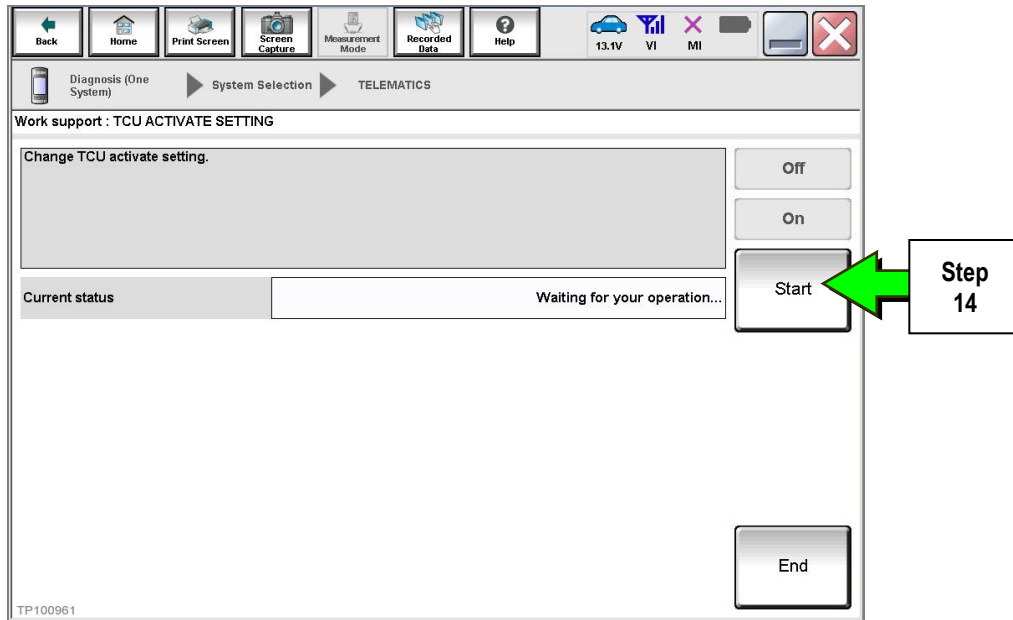 Back
Home
Print Screen
Screen
Capture
Measurement
Mode
Recorded
Data
Help
13.1V
VI
MI
Diagnosis (One
System)
System Selection
TELEMATICS
Work support : TCU ACTIVATE SETTING
Change TCU activate setting.
Off
On
Start
Step
14
Current status
Waiting for your operation...
End
TP100961